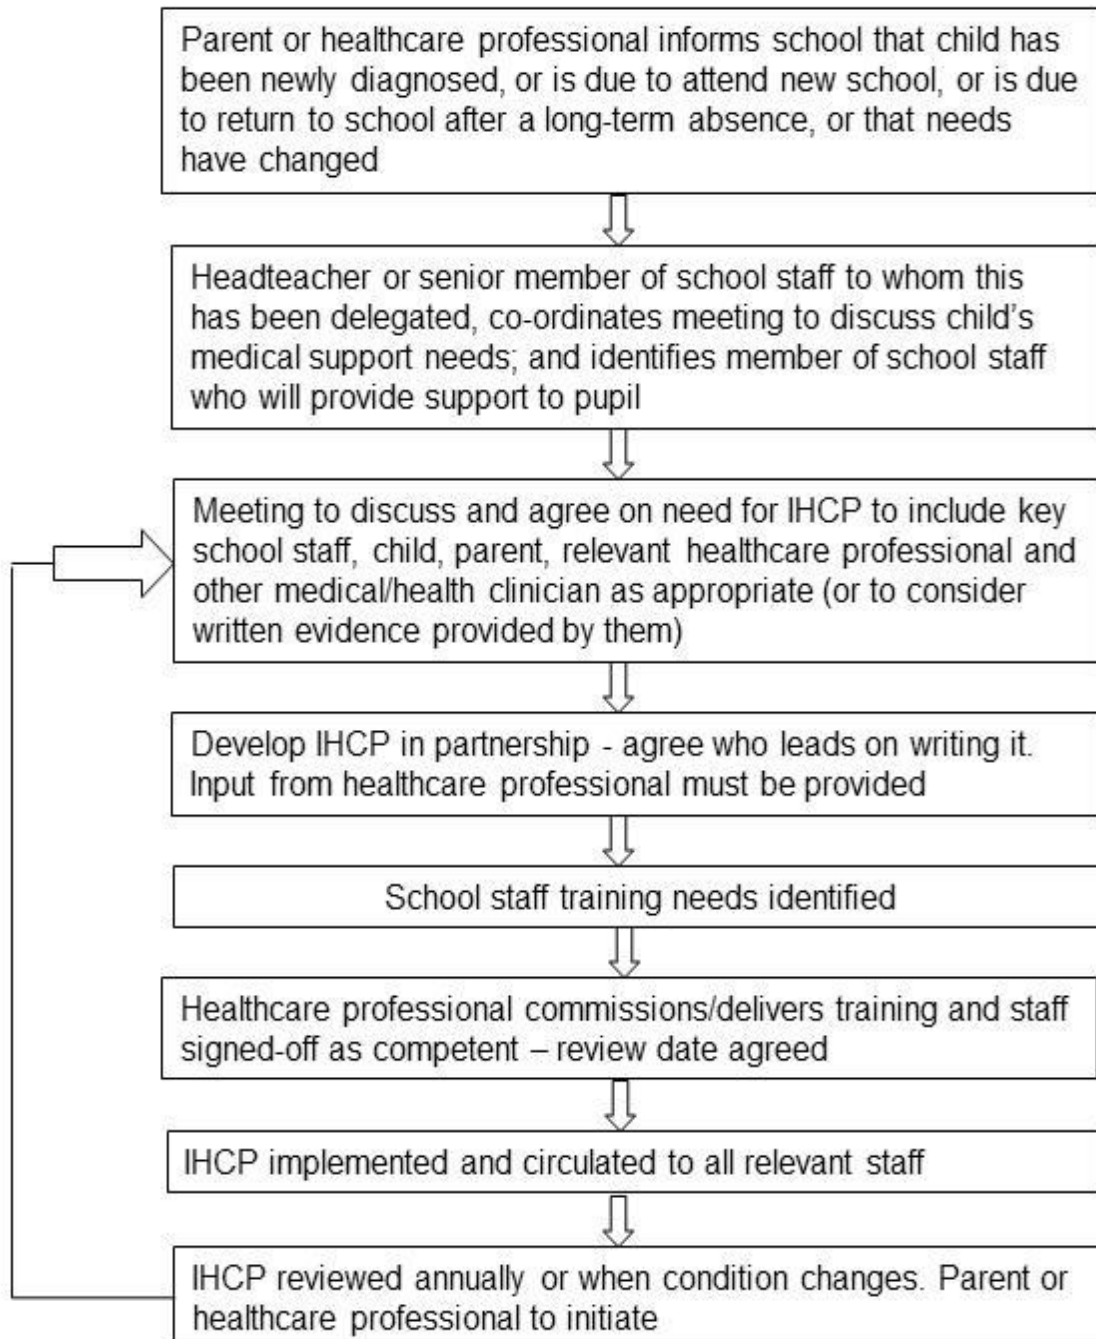 Parent or healthcare professional informs school that child has
been newly diagnosed, or is due to attend new school, or is due
to return to school after a long-term absence, or that needs
have changed
Headteacher or senior member of school staff to whom this
has been delegated, co-ordinates meeting to discuss child’s
medical support needs; and identifies member of school staff
who will provide support to pupil
Meeting to discuss and agree on need for IHCP to include key
school staff, child, parent, relevant healthcare professional and
other medical/health clinician as appropriate (or to consider
written evidence provided by them)
Develop IHCP in partnership - agree who leads on writing it.
Input from healthcare professional must be provided
School staff training needs identified
Healthcare professional commissions/delivers training and staff
signed-off as competent – review date agreed
IHCP implemented and circulated to all relevant staff
IHCP reviewed annually or when condition changes. Parent or
healthcare professional to initiate